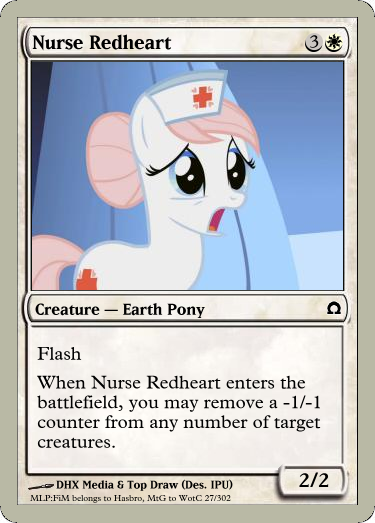 Nurse Redheart 3
Creature — Earth Pony
Flash
When Nurse Redheart enters the
battlefield, you may remove a -1/-1
counter from any number of target
creatures.
DHX Media & Top Draw (Des. IPU)
MLP:FiM belongs to Hasbro, MtG to WotC 27/302
2/2